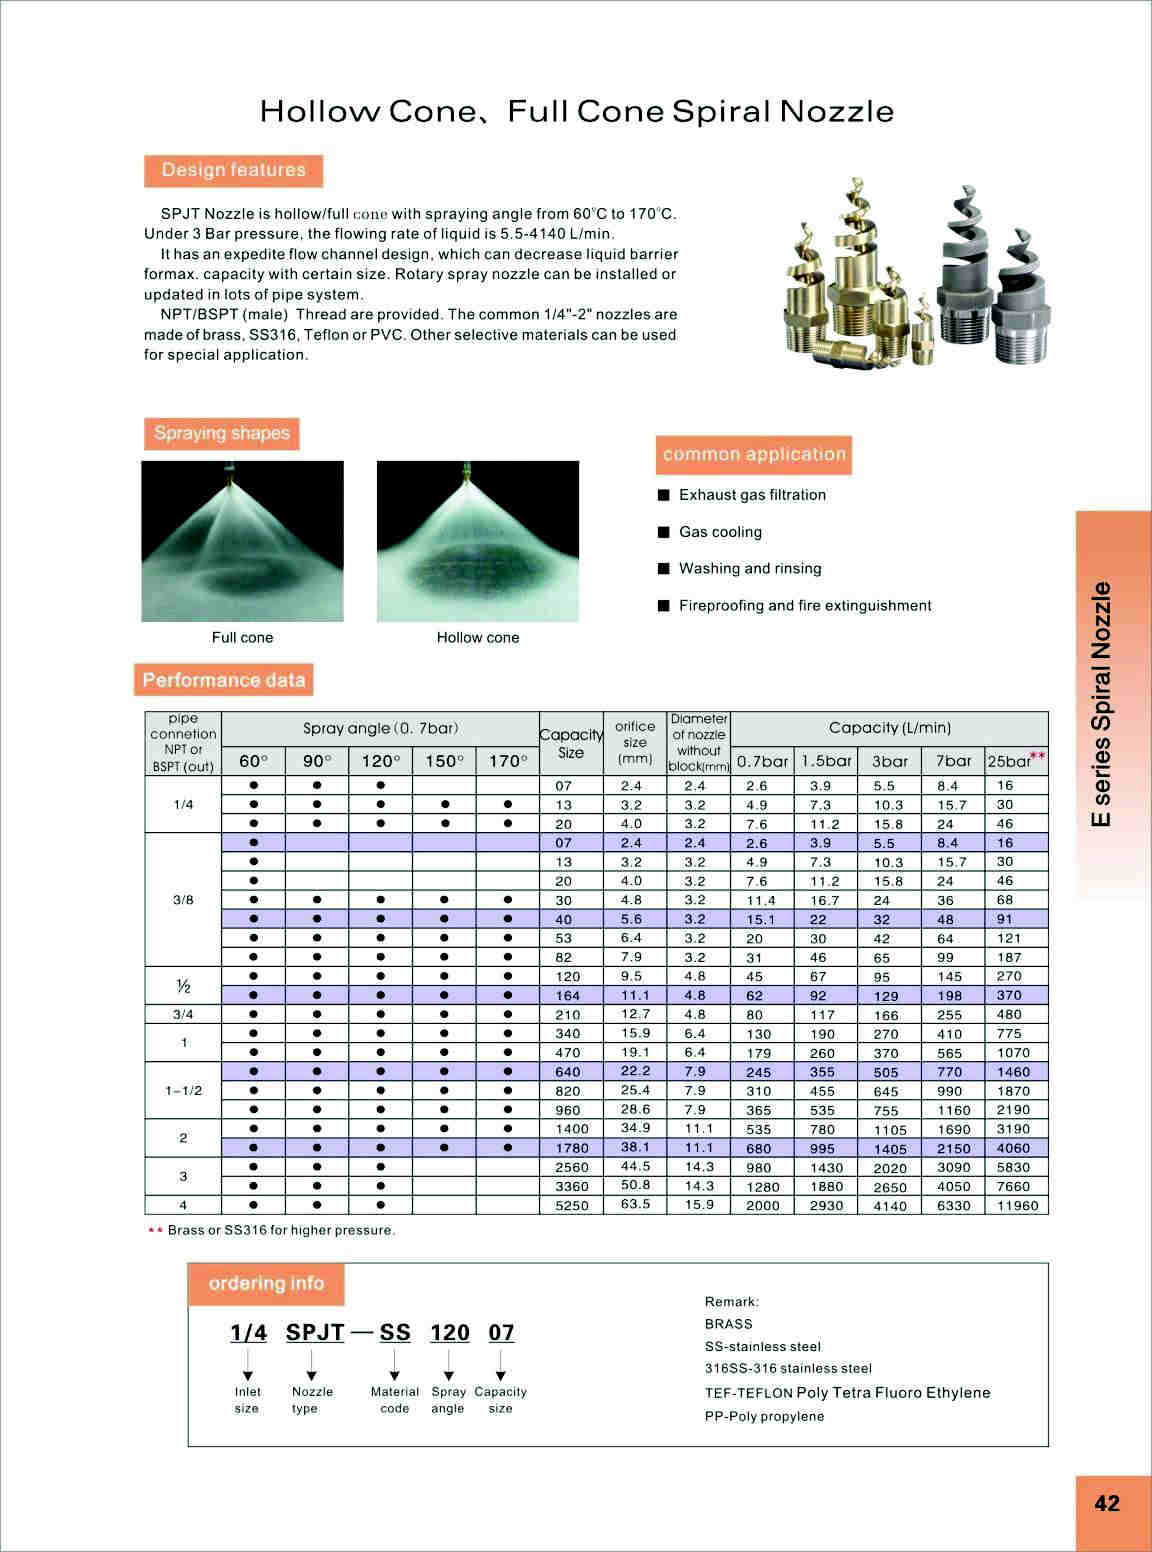 Hollow Cone、Full Cone Spiral Nozzle
Design features
SPJT Nozzle is hollow/full cone with spraying angle from 60°C to 170°C.
Under 3 Bar pressure, the flowing rate of liquid is 5.5-4140 L/min.
It has an expedite flow channel design, which can decrease liquid barrier
formax. capacity with certain size. Rotary spray nozzle can be installed or
updated in lots of pipe system.
NPT/BSPT (male) Thread are provided. The common 1/4"-2" nozzles are
made of brass, SS316, Teflon or PVC. Other selective materials can be used
for special application.
Spraying shapes
Full cone
Hollow cone
common application
■ Exhaust gas filtration
■ Gas cooling
■ Washing and rinsing
■ Fireproofing and fire extinguishment
E series Spiral Nozzle
Performance data
pipe connetion NPT or BSPT (out) Spray angle (0. 7bar) Capacity Size orifice size (mm) Diameter of nozzle without block(mm) Capacity (L/min)
60° 90° 120° 150° 170° 0.7bar 1.5bar 3bar 7bar 25bar**
1/4 ● ● ● 07 2.4 2.4 2.6 3.9 5.5 8.4 16
● ● ● ● ● 13 3.2 3.2 4.9 7.3 10.3 15.7 30
● ● ● ● ● 20 4.0 3.2 7.6 11.2 15.8 24 46
3/8 ● 07 2.4 2.4 2.6 3.9 5.5 8.4 16
● 13 3.2 3.2 4.9 7.3 10.3 15.7 30
● 20 4.0 3.2 7.6 11.2 15.8 24 46
● ● ● ● ● 30 4.8 3.2 11.4 16.7 24 36 68
● ● ● ● ● 40 5.6 3.2 15.1 22 32 48 91
● ● ● ● ● 53 6.4 3.2 20 30 42 64 121
● ● ● ● ● 82 7.9 3.2 31 46 65 99 187
½ ● ● ● ● ● 120 9.5 4.8 45 67 95 145 270
● ● ● ● ● 164 11.1 4.8 62 92 129 198 370
3/4 ● ● ● ● ● 210 12.7 4.8 80 117 166 255 480
1 ● ● ● ● ● 340 15.9 6.4 130 190 270 410 775
● ● ● ● ● 470 19.1 6.4 179 260 370 565 1070
1-1/2 ● ● ● ● ● 640 22.2 7.9 245 355 505 770 1460
● ● ● ● ● 820 25.4 7.9 310 455 645 990 1870
● ● ● ● ● 960 28.6 7.9 365 535 755 1160 2190
2 ● ● ● ● ● 1400 34.9 11.1 535 780 1105 1690 3190
● ● ● ● ● 1780 38.1 11.1 680 995 1405 2150 4060
3 ● ● ● 2560 44.5 14.3 980 1430 2020 3090 5830
● ● ● 3360 50.8 14.3 1280 1880 2650 4050 7660
4 ● ● ● 5250 63.5 15.9 2000 2930 4140 6330 11960
** Brass or SS316 for higher pressure.
ordering info
1/4 SPJT — SS 120 07
Inlet size Nozzle type Material code Spray angle Capacity size
Remark:
BRASS
SS-stainless steel
316SS-316 stainless steel
TEF-TEFLON Poly Tetra Fluoro Ethylene
PP-Poly propylene
42